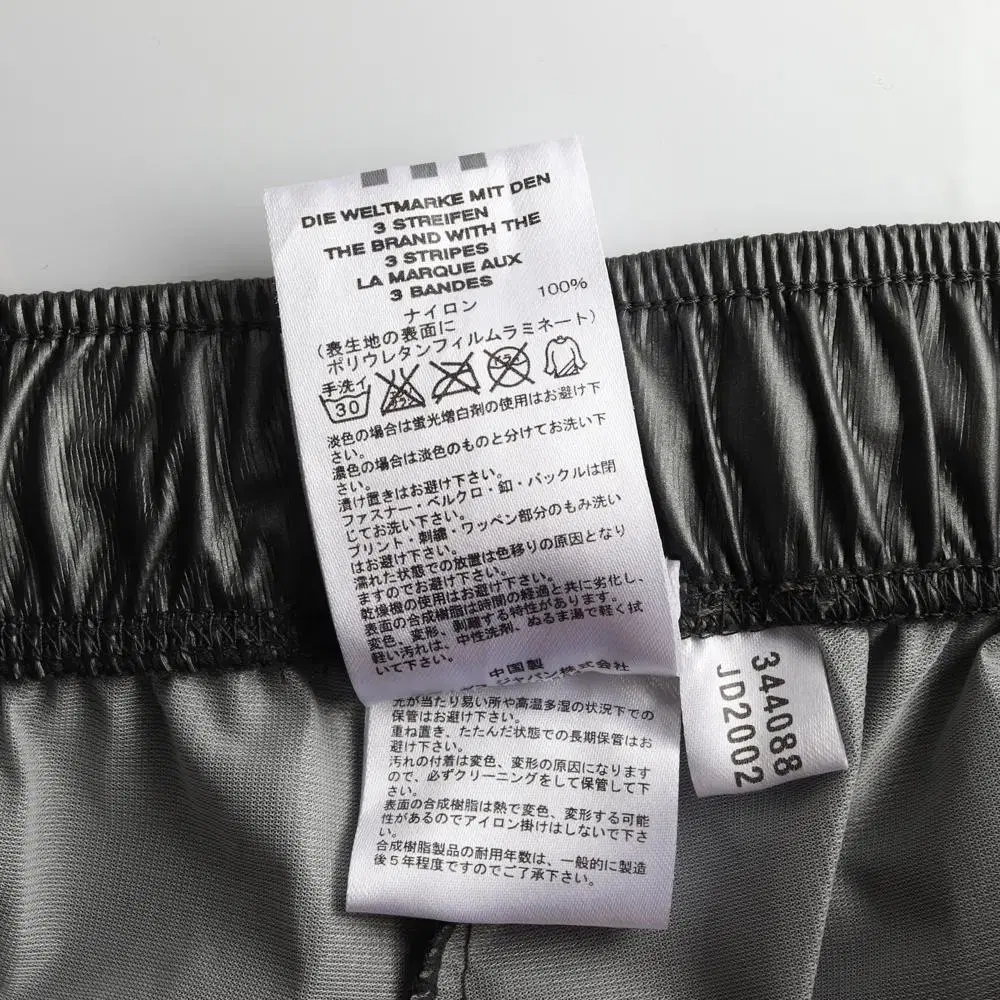 DIE WELTMARKE MIT DEN
3 STREIFEN
THE BRAND WITH THE
3 STRIPES
LA MARQUE AUX
3 BANDES
ナイロン 100%
(表生地の表面に
ポリウレタンフィルムラミネート)
手洗イ
30
淡色の場合は蛍光増白剤の使用はお避け下
さい。
濃色の場合は淡色のものと分けてお洗い下
さい。
漬け置きはお避け下さい。
ファスナー・ベルクロ・釦・バックルは閉
じてお洗い下さい。
プリント・刺繍・ワッペン部分のもみ洗い
はお避け下さい。
濡れた状態での放置は色移りの原因となり
ますのでお避け下さい。
乾燥機の使用はお避け下さい。
表面の合成樹脂は時間の経過と共に劣化し、
変色、変形、剥離する特性があります。
軽い汚れは、中性洗剤、ぬるま湯で軽く拭
いて下さい。
中国製
ジャパン株式会社
光が当たり易い所や高温多湿の状況下での
保管はお避け下さい。
重ね置き、たたんだ状態での長期保管はお
避け下さい。
汚れの付着は変色、変形の原因になります
ので、必ずクリーニングをして保管して下
さい。
表面の合成樹脂は熱で変色、変形する可能
性があるのでアイロン掛けはしないで下さ
い。
合成樹脂製品の耐用年数は、一般的に製造
後5年程度ですのでご了承下さい。
344088
JD2002